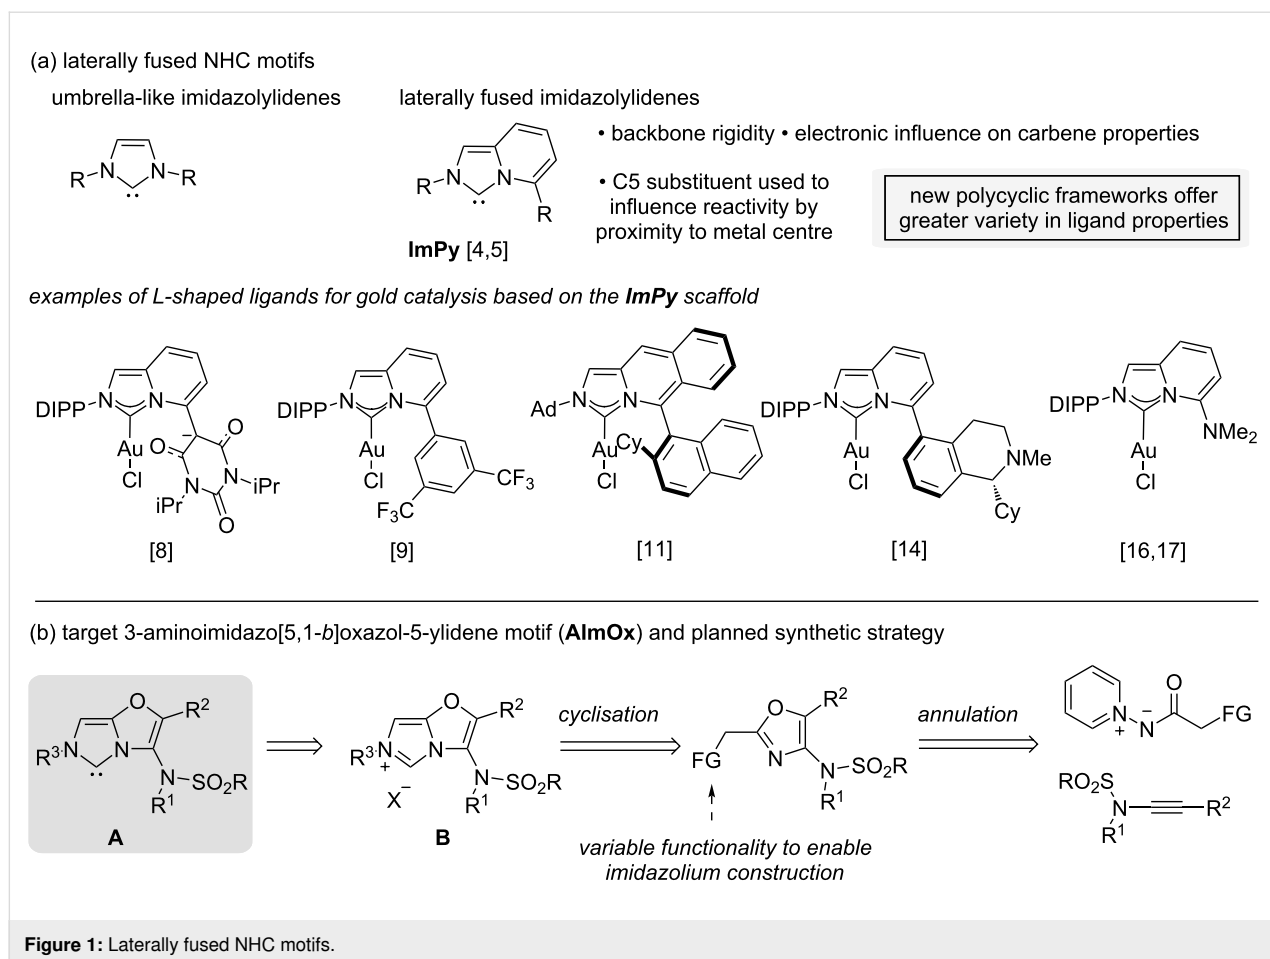 (a) laterally fused NHC motifs
umbrella-like imidazolylidenes
laterally fused imidazolylidenes
N
N
R
R
••
N
N
R
R
••
ImPy [4,5]
• backbone rigidity • electronic influence on carbene properties
• C5 substituent used to
influence reactivity by
proximity to metal centre
new polycyclic frameworks offer
greater variety in ligand properties
examples of L-shaped ligands for gold catalysis based on the ImPy scaffold
DIPP
N
N
Au
Cl
O
−
O
N
N
iPr
iPr
O
[8]
DIPP
N
N
Au
Cl
CF3
F3C
[9]
Ad
N
N
Au
Cy
Cl
[11]
DIPP
N
N
Au
Cl
NMe
Cy
[14]
DIPP
N
N
Au
Cl
NMe2
[16,17]
(b) target 3-aminoimidazo[5,1-b]oxazol-5-ylidene motif (AImOx) and planned synthetic strategy
O
R2
R3
N
N
••
N
SO2R
R1
A
O
R2
R3
N
+
N
X−
N
SO2R
R1
B
cyclisation
O
R2
FG
N
N
SO2R
R1
variable functionality to enable
imidazolium construction
annulation
O
N
+
−
N
FG
RO2S
N
R2
R1
Figure 1: Laterally fused NHC motifs.